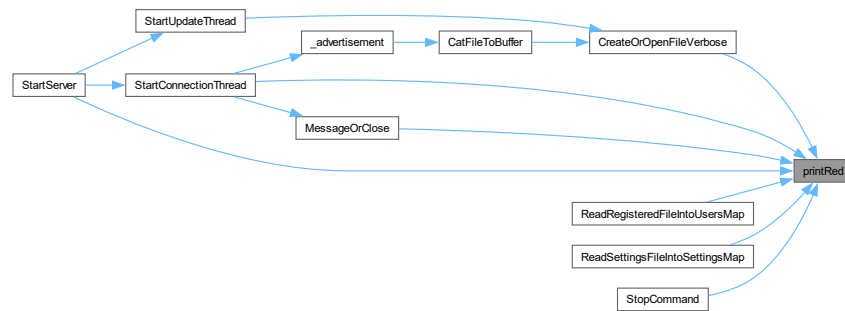 StartUpdateThread
_advertisement
CatFileToBuffer
CreateOrOpenFileVerbose
StartServer
StartConnectionThread
MessageOrClose
printRed
ReadRegisteredFileIntoUsersMap
ReadSettingsFileIntoSettingsMap
StopCommand